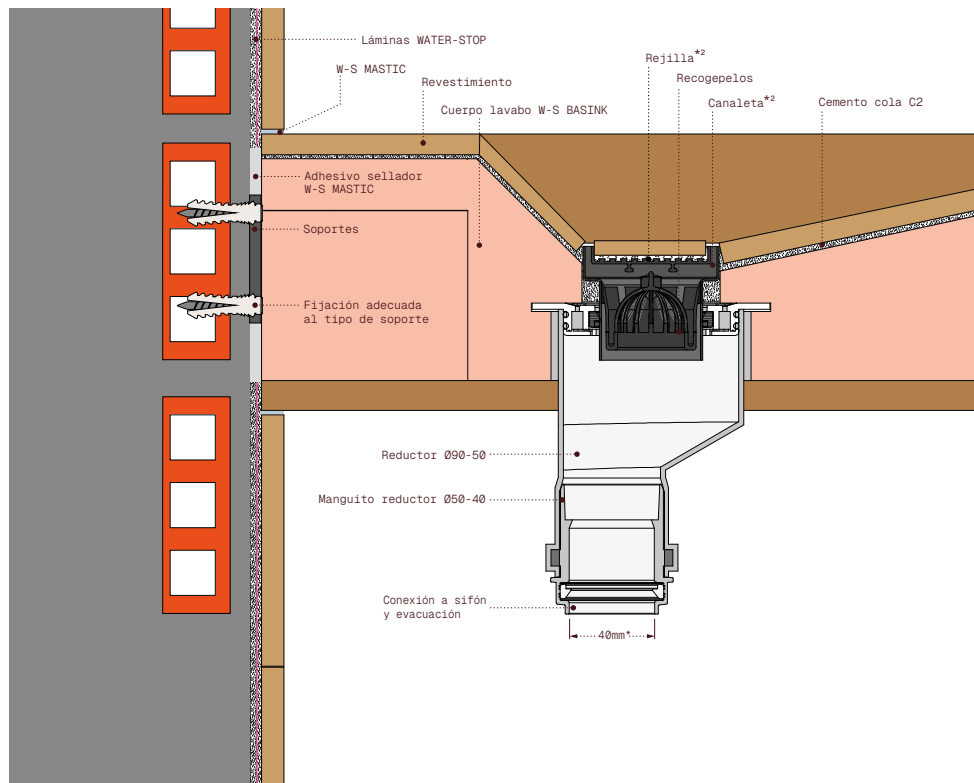 Láminas WATER-STOP
W-S MASTIC
Revestimiento
Cuerpo lavabo W-S BASINK
Rejilla*2
Recogepelos
Canaleta*2
Cemento cola C2
Adhesivo sellador
W-S MASTIC
Soportes
Fijación adecuada
al tipo de soporte
Reductor Ø90-50
Manguito reductor Ø50-40
Conexión a sifón
y evacuación
40mm*